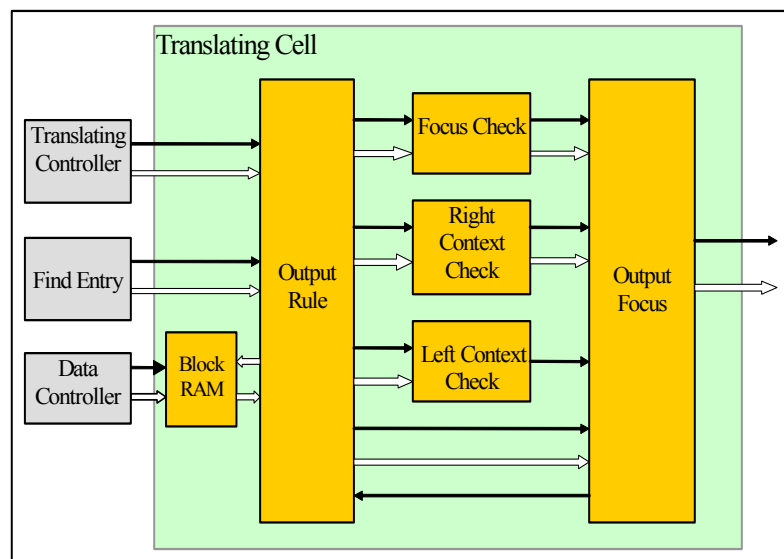 Translating Cell
Translating
Controller
Find Entry
Data
Controller
Block
RAM
Output
Rule
Focus Check
Right
Context
Check
Left Context
Check
Output
Focus